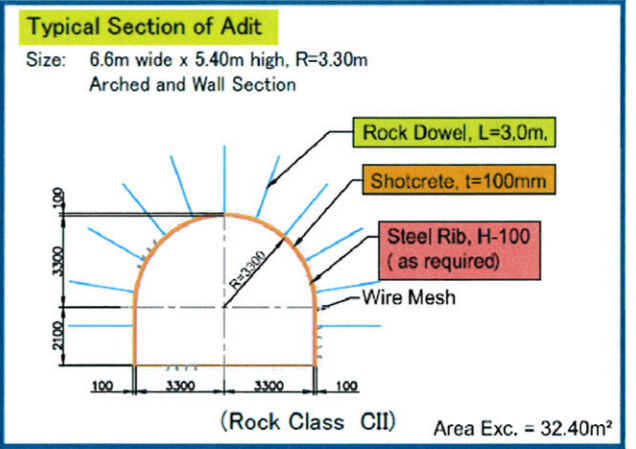 Typical Section of Adit
Size: 6.6m wide x 5.40m high, R=3.30m
Arched and Wall Section
Rock Dowel, L=3.0m,
Shotcrete, t=100mm
Steel Rib, H-100
( as required)
Wire Mesh
100
3300
2100
R=3300
100 3300 3300 100
(Rock Class CII)
Area Exc. = 32.40m²